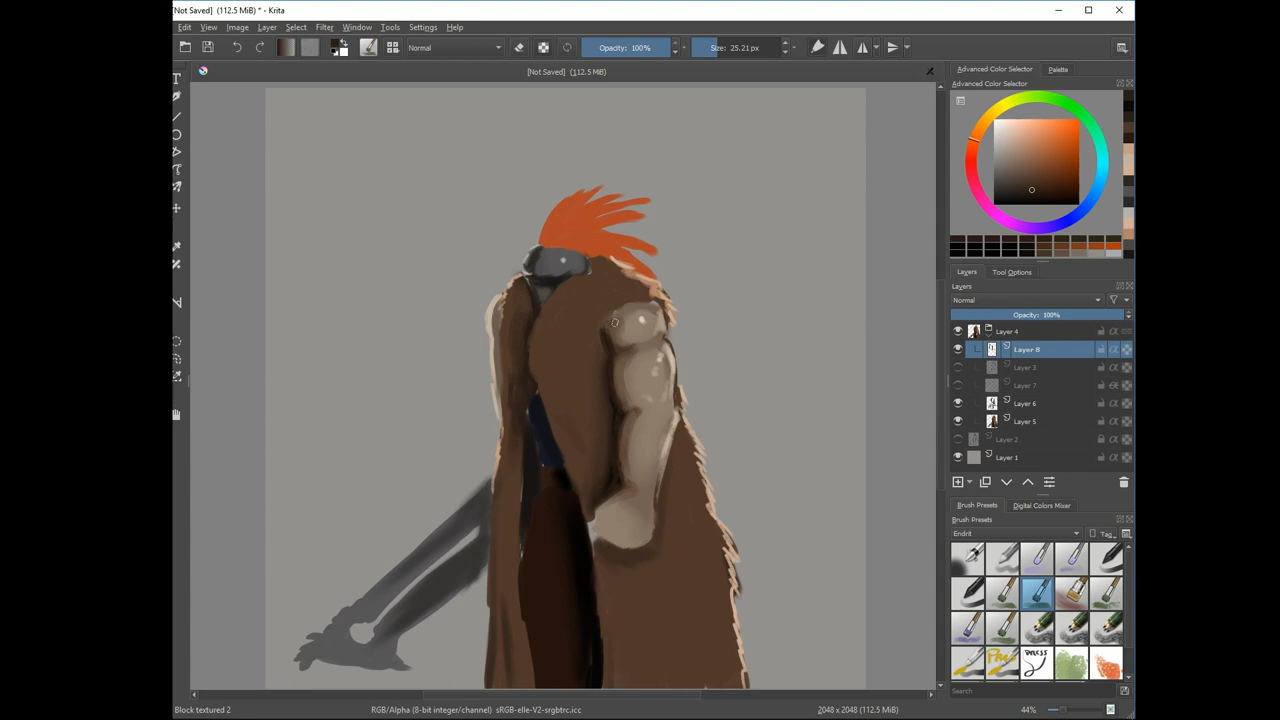 [Not Saved] (112.5 MiB) * - Krita
File Edit View Image Layer Select Filter Window Tools Settings Help
Normal
Opacity: 100%
Size: 25.21 px
[Not Saved] (112.5 MiB)
Advanced Color Selector
Palette
Advanced Color Selector
Layers
Tool Options
Layers
Normal
Opacity: 100%
Layer 4
Layer 8
Layer 3
Layer 7
Layer 6
Layer 5
Layer 2
Layer 1
Brush Presets
Digital Colors Mixer
Brush Presets
Endrit
Tag
Search
Block textured 2
RGB/Alpha (8-bit integer/channel) sRGB-elle-V2-srgbtrc.icc
2048 x 2048 (112.5 MiB)
44%